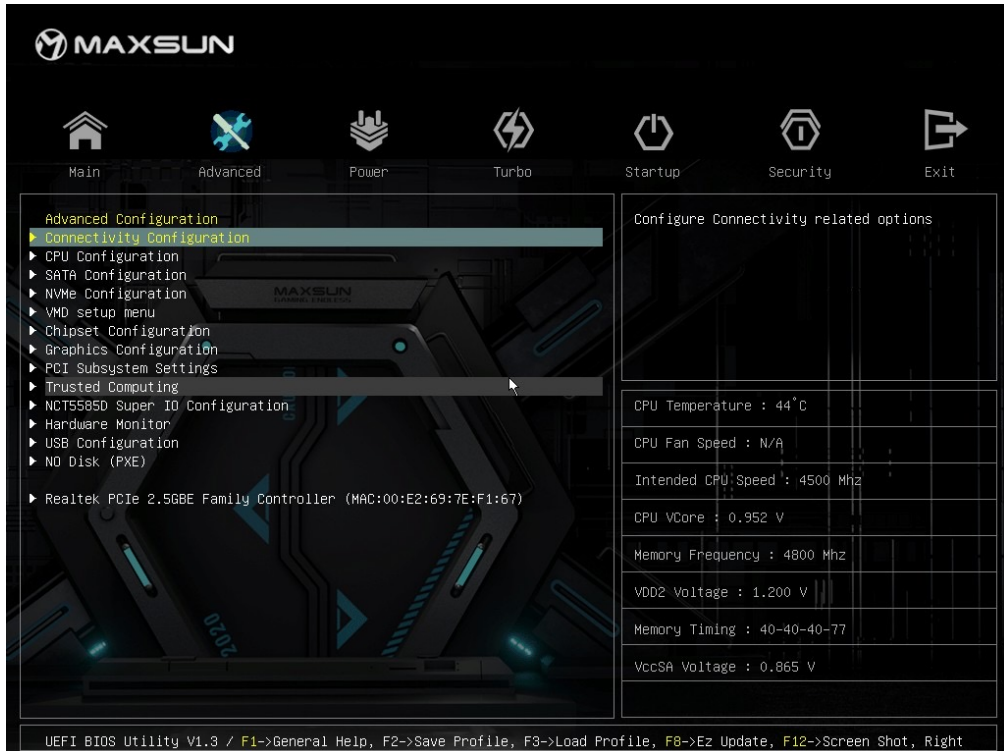 MAXSUN
Main Advanced Power Turbo Startup Security Exit
Advanced Configuration
Connectivity Configuration
CPU Configuration
SATA Configuration
NVMe Configuration
VMD setup menu
Chipset Configuration
Graphics Configuration
PCI Subsystem Settings
Trusted Computing
NCT5585D Super IO Configuration
Hardware Monitor
USB Configuration
NO Disk (PXE)
Realtek PCIe 2.5GBE Family Controller (MAC:00:E2:69:7E:F1:67)
MAXSUN
GAMING ENDLESS
2020
Configure Connectivity related options
CPU Temperature : 44°C
CPU Fan Speed : N/A
Intended CPU Speed : 4500 Mhz
CPU VCore : 0.952 V
Memory Frequency : 4800 Mhz
VDD2 Voltage : 1.200 V
Memory Timing : 40-40-40-77
VccSA Voltage : 0.865 V
UEFI BIOS Utility V1.3 / F1->General Help, F2->Save Profile, F3->Load Profile, F8->Ez Update, F12->Screen Shot, Right